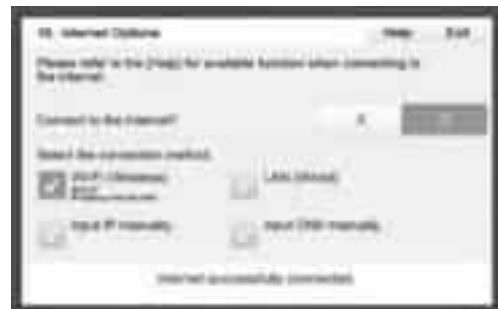 Internet Options Help Exit
Please refer to the [Help] for available function when connecting to
the internet.
Connect to the Internet?
Select the connection method.
Wi-Fi (Wireless) LAN (Wired)
Input IP manually Input DNS manually
Internet successfully connected.